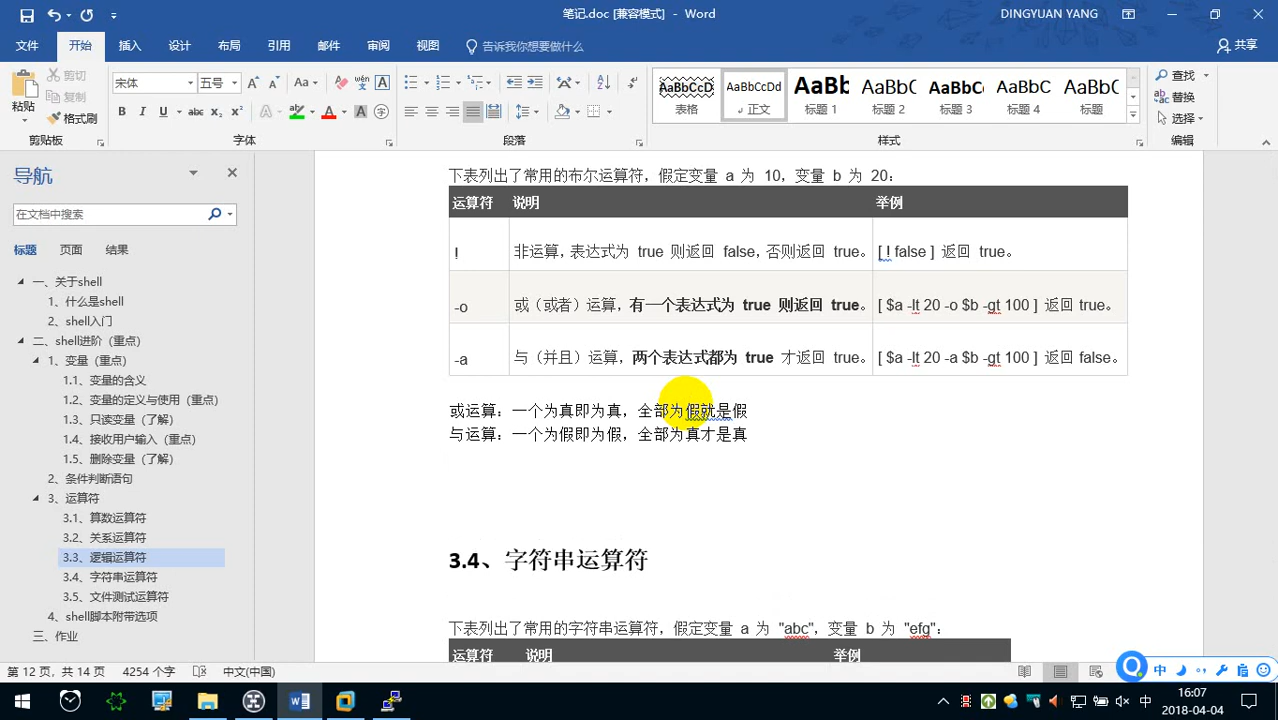 笔记.doc [兼容模式] - Word
DINGYUAN YANG
文件 开始 插入 设计 布局 引用 邮件 审阅 视图 告诉我你想要做什么 共享
粘贴 剪切 复制 格式刷
宋体 五号
AaBbCcD 表格
AaBbCcDd 正文
AaBb 标题 1
AaBbC 标题 2
AaBbC 标题 3
AaBbC 标题 4
AaBbC 标题
查找
替换
选择
剪贴板 字体 段落 样式 编辑
导航
在文档中搜索
标题 页面 结果
一、关于shell
1、什么是shell
2、shell入门
二、shell进阶（重点）
1、变量（重点）
1.1、变量的含义
1.2、变量的定义与使用（重点）
1.3、只读变量（了解）
1.4、接收用户输入（重点）
1.5、删除变量（了解）
2、条件判断语句
3、运算符
3.1、算数运算符
3.2、关系运算符
3.3、逻辑运算符
3.4、字符串运算符
3.5、文件测试运算符
4、shell脚本附带选项
三、作业
下表列出了常用的布尔运算符，假定变量 a 为 10，变量 b 为 20：
运算符 说明 举例
! 非运算，表达式为 true 则返回 false，否则返回 true。 [ ! false ] 返回 true。
-o 或（或者）运算，有一个表达式为 true 则返回 true。 [ $a -lt 20 -o $b -gt 100 ] 返回 true。
-a 与（并且）运算，两个表达式都为 true 才返回 true。 [ $a -lt 20 -a $b -gt 100 ] 返回 false。
或运算：一个为真即为真，全部为假就是假
与运算：一个为假即为假，全部为真才是真
3.4、字符串运算符
下表列出了常用的字符串运算符，假定变量 a 为 "abc"，变量 b 为 "efg"：
运算符 说明 举例
第 12 页，共 14 页 4254 个字 中文(中国)
中
中 16:07
2018-04-04